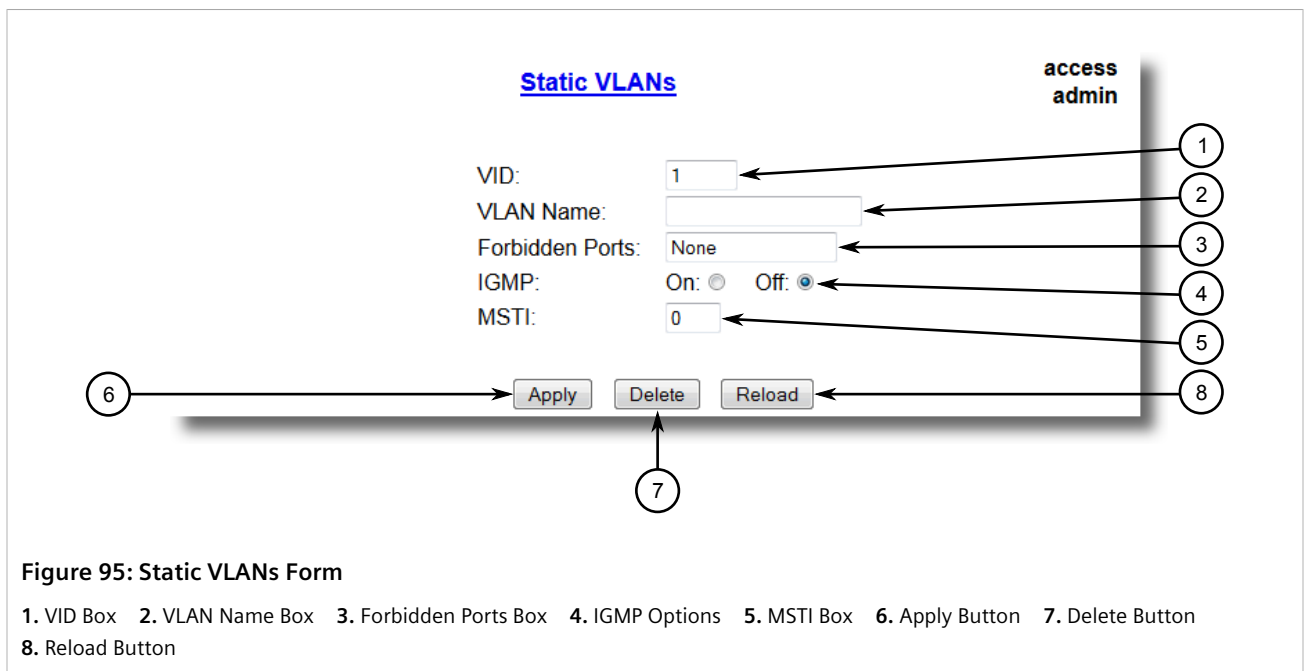 Static VLANs
access
admin
VID: 1
VLAN Name:
Forbidden Ports: None
IGMP: On: Off:
MSTI: 0
Apply Delete Reload
1
2
3
4
5
6
8
7
Figure 95: Static VLANs Form
1. VID Box 2. VLAN Name Box 3. Forbidden Ports Box 4. IGMP Options 5. MSTI Box 6. Apply Button 7. Delete Button
8. Reload Button